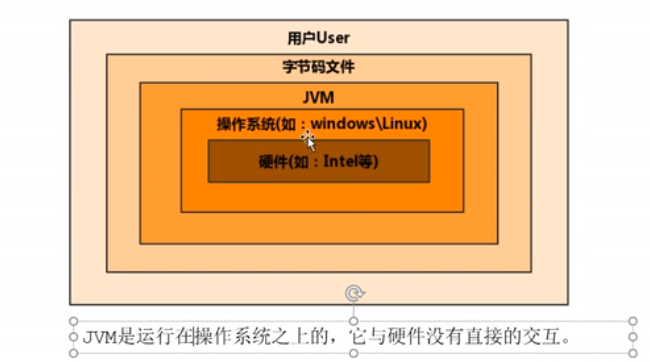 用户User
字节码文件
JVM
操作系统(如：windows\Linux)
硬件(如：Intel等)
JVM是运行在操作系统之上的，它与硬件没有直接的交互。